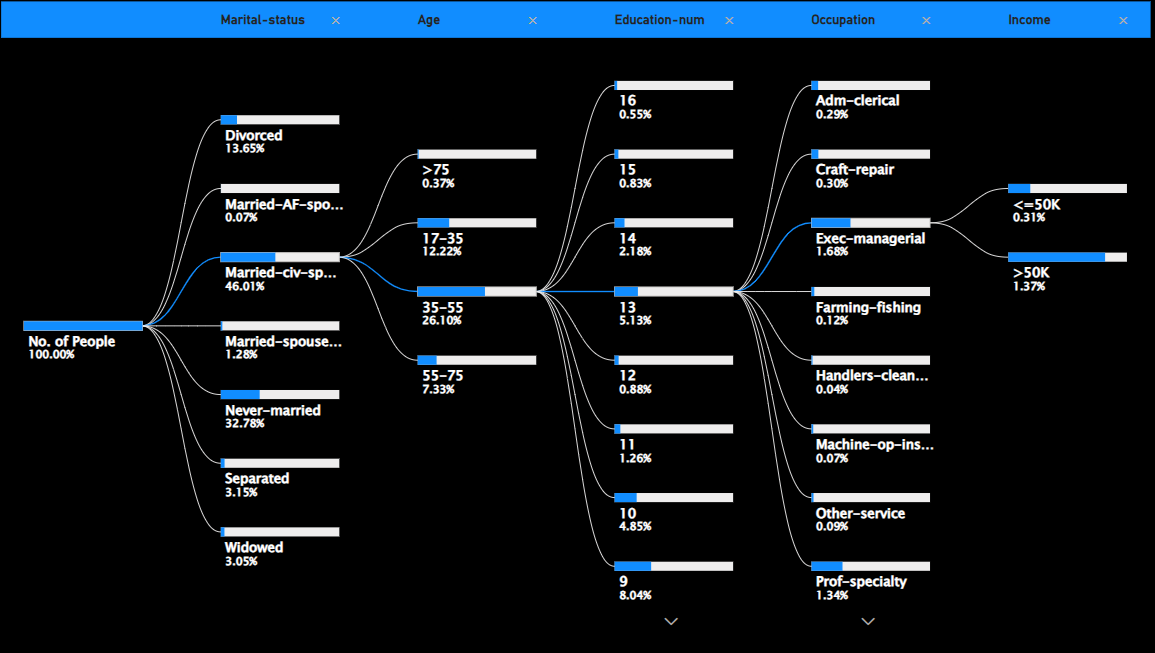 Marital-status × Age × Education-num × Occupation × Income ×
No. of People
100.00%
Divorced
13.65%
Married-AF-spo...
0.07%
Married-civ-sp...
46.01%
Married-spouse...
1.28%
Never-married
32.78%
Separated
3.15%
Widowed
3.05%
>75
0.37%
17-35
12.22%
35-55
26.10%
55-75
7.33%
16
0.55%
15
0.83%
14
2.18%
13
5.13%
12
0.88%
11
1.26%
10
4.85%
9
8.04%
Adm-clerical
0.29%
Craft-repair
0.30%
Exec-managerial
1.68%
Farming-fishing
0.12%
Handlers-clean...
0.04%
Machine-op-ins...
0.07%
Other-service
0.09%
Prof-specialty
1.34%
<=50K
0.31%
>50K
1.37%